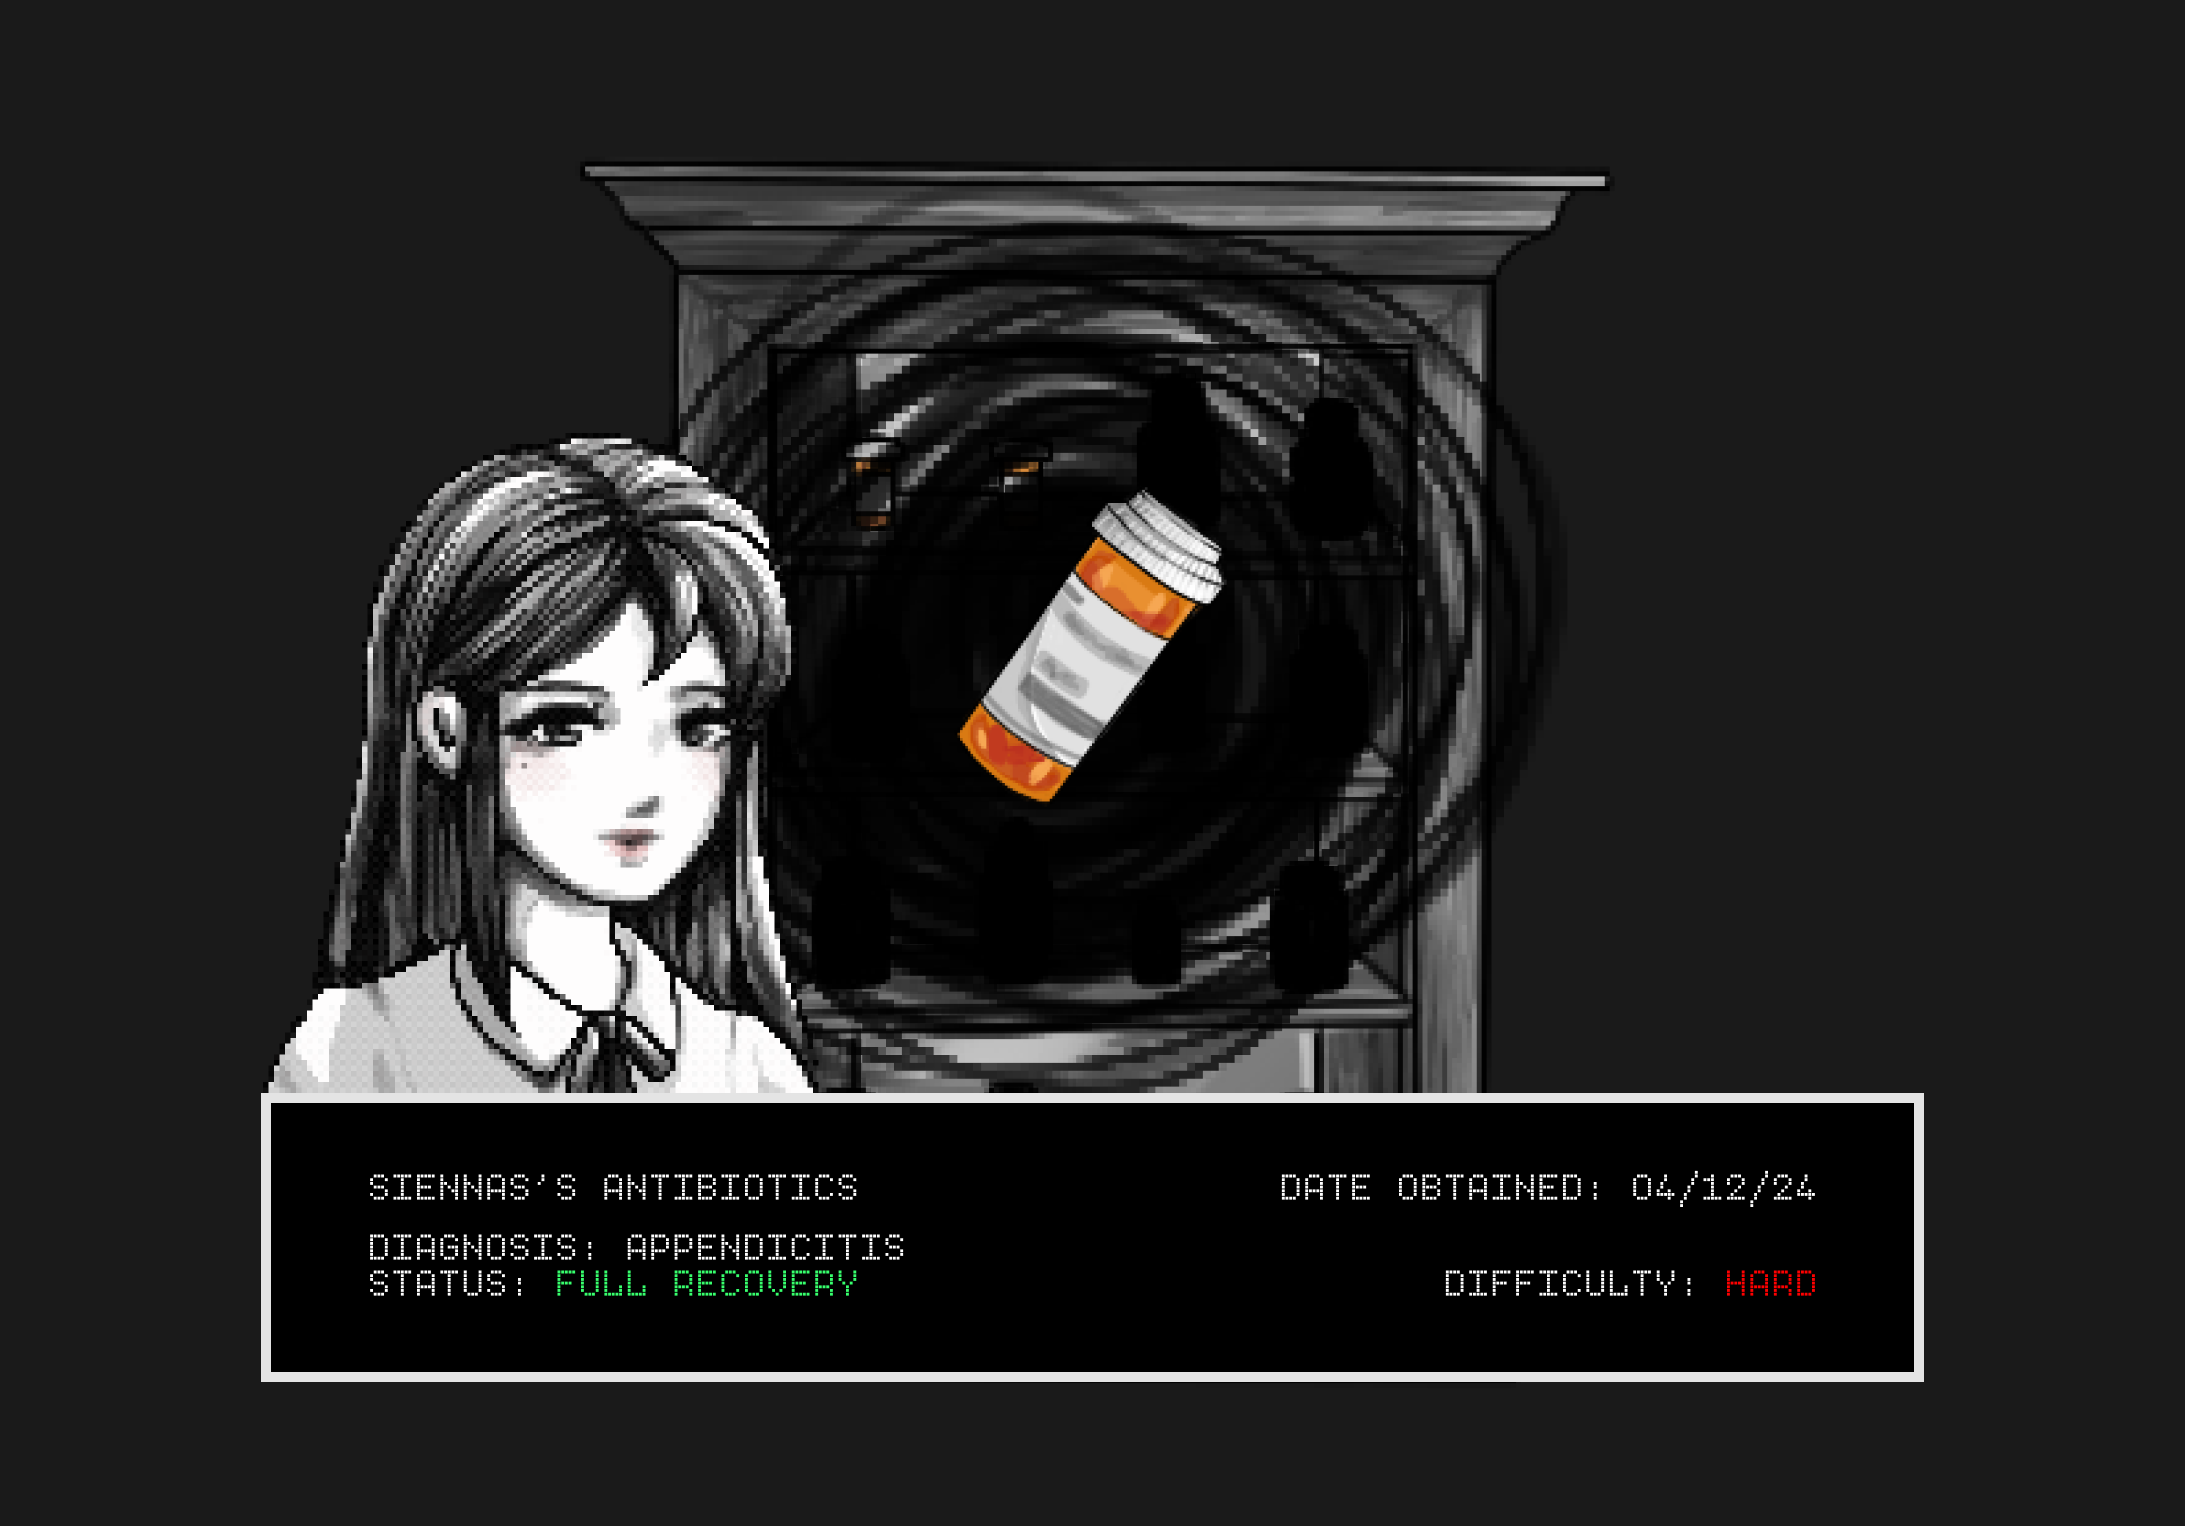 SIENNAS'S ANTIBIOTICS
DATE OBTAINED: 04/12/24
DIAGNOSIS: APPENDICITIS
STATUS: FULL RECOVERY
DIFFICULTY: HARD